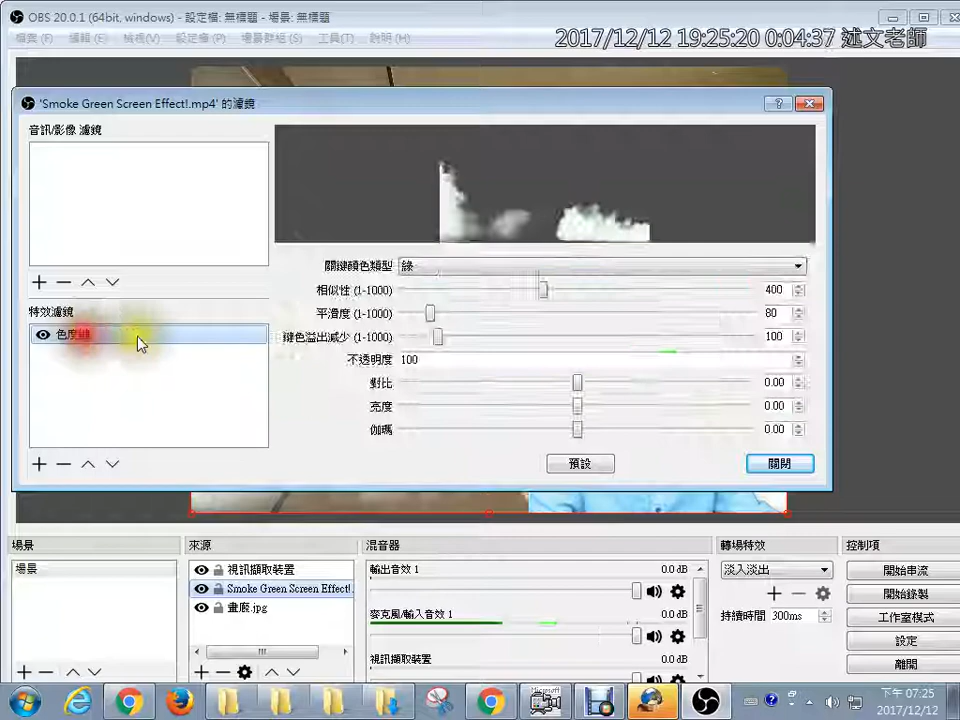 OBS 20.0.1 (64bit, windows) - 設定檔: 無標題 - 場景: 無標題
檔案(F) 編輯(E) 檢視(V) 設定檔(P) 場景群組(S) 工具(T) 說明(H)
2017/12/12 19:25:20 0:04:37 述文老師
'Smoke Green Screen Effect!.mp4' 的濾鏡
音訊/影像 濾鏡
特效濾鏡
色度鍵
關鍵顏色類型 綠
相似性 (1-1000) 400
平滑度 (1-1000) 80
鍵色溢出減少 (1-1000) 100
不透明度 100
對比 0.00
亮度 0.00
伽瑪 0.00
預設
關閉
場景
場景
來源
視訊擷取裝置
Smoke Green Screen Effect!.
畫廊.jpg
混音器
輸出音效 1 0.0 dB
麥克風/輸入音效 1 0.0 dB
視訊擷取裝置 0.0 dB
轉場特效
淡入淡出
持續時間 300ms
控制項
開始串流
開始錄製
工作室模式
設定
離開
Microsoft
下午 07:25
2017/12/12